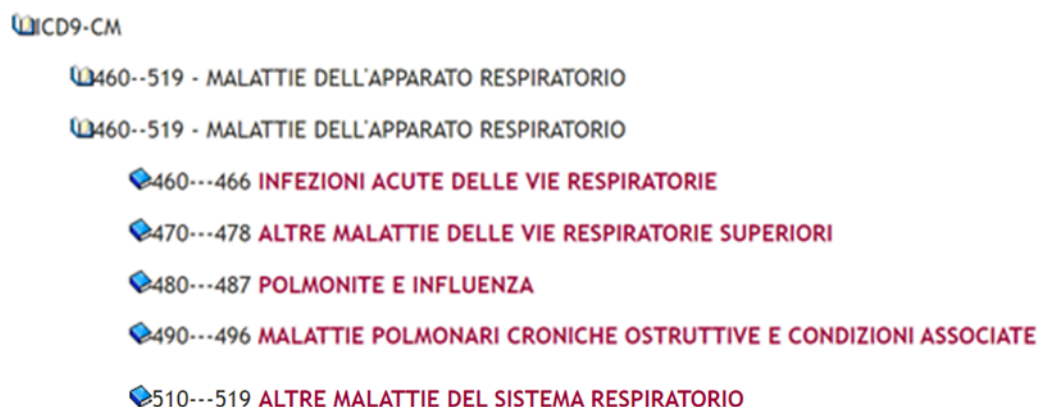 ICD9-CM
460--519 - MALATTIE DELL'APPARATO RESPIRATORIO
460--519 - MALATTIE DELL'APPARATO RESPIRATORIO
460---466 INFEZIONI ACUTE DELLE VIE RESPIRATORIE
470---478 ALTRE MALATTIE DELLE VIE RESPIRATORIE SUPERIORI
480---487 POLMONITE E INFLUENZA
490---496 MALATTIE POLMONARI CRONICHE OSTRUTTIVE E CONDIZIONI ASSOCIATE
510---519 ALTRE MALATTIE DEL SISTEMA RESPIRATORIO